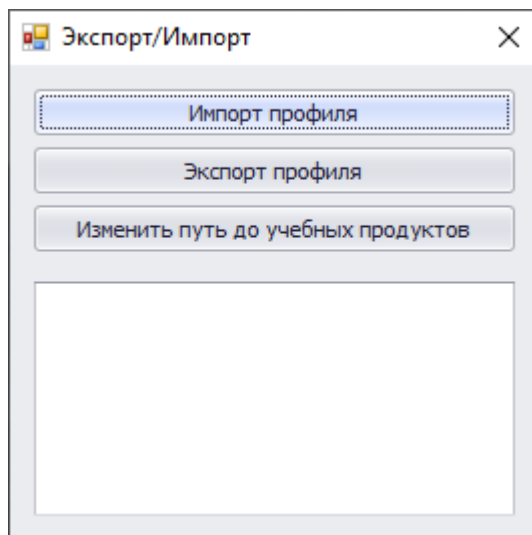 Экспорт/Импорт
Импорт профиля
Экспорт профиля
Изменить путь до учебных продуктов